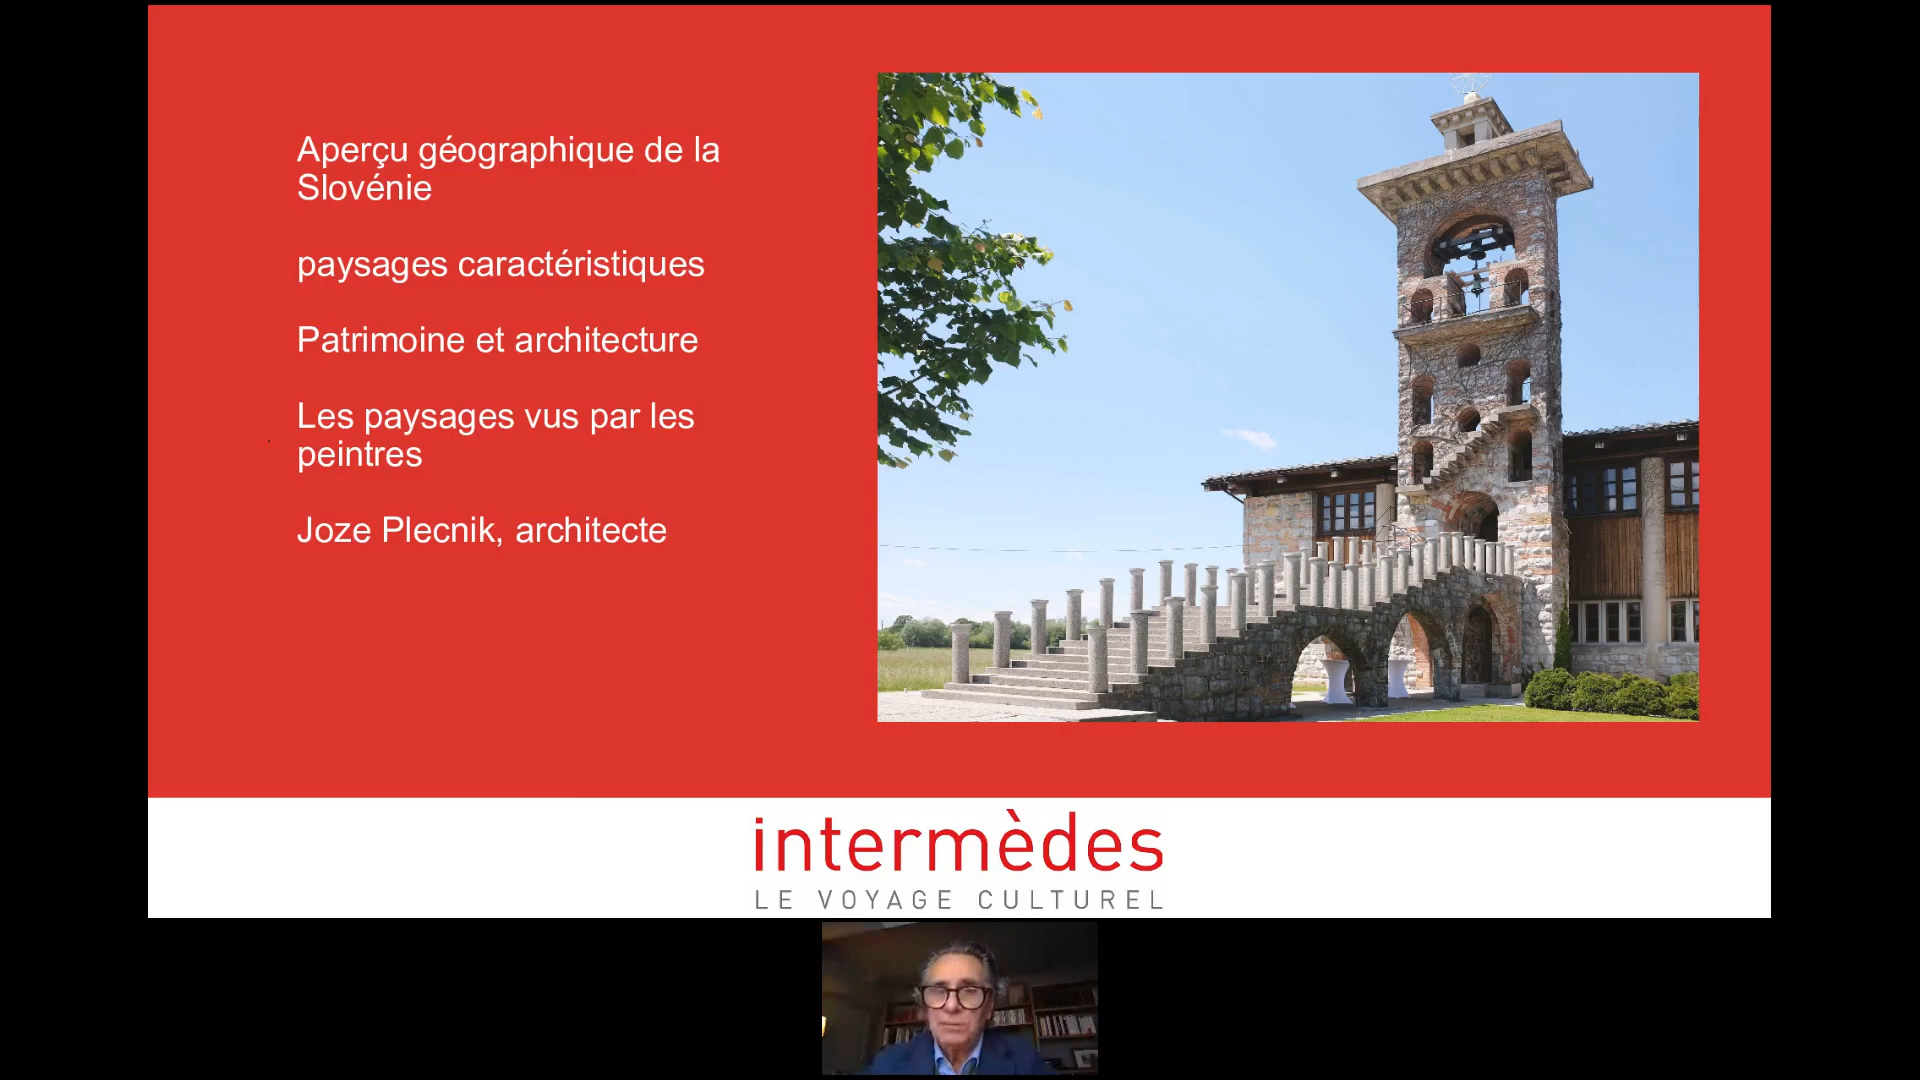 Aperçu géographique de la
Slovénie
paysages caractéristiques
Patrimoine et architecture
Les paysages vus par les
peintres
Joze Plecnik, architecte
intermèdes
LE VOYAGE CULTUREL